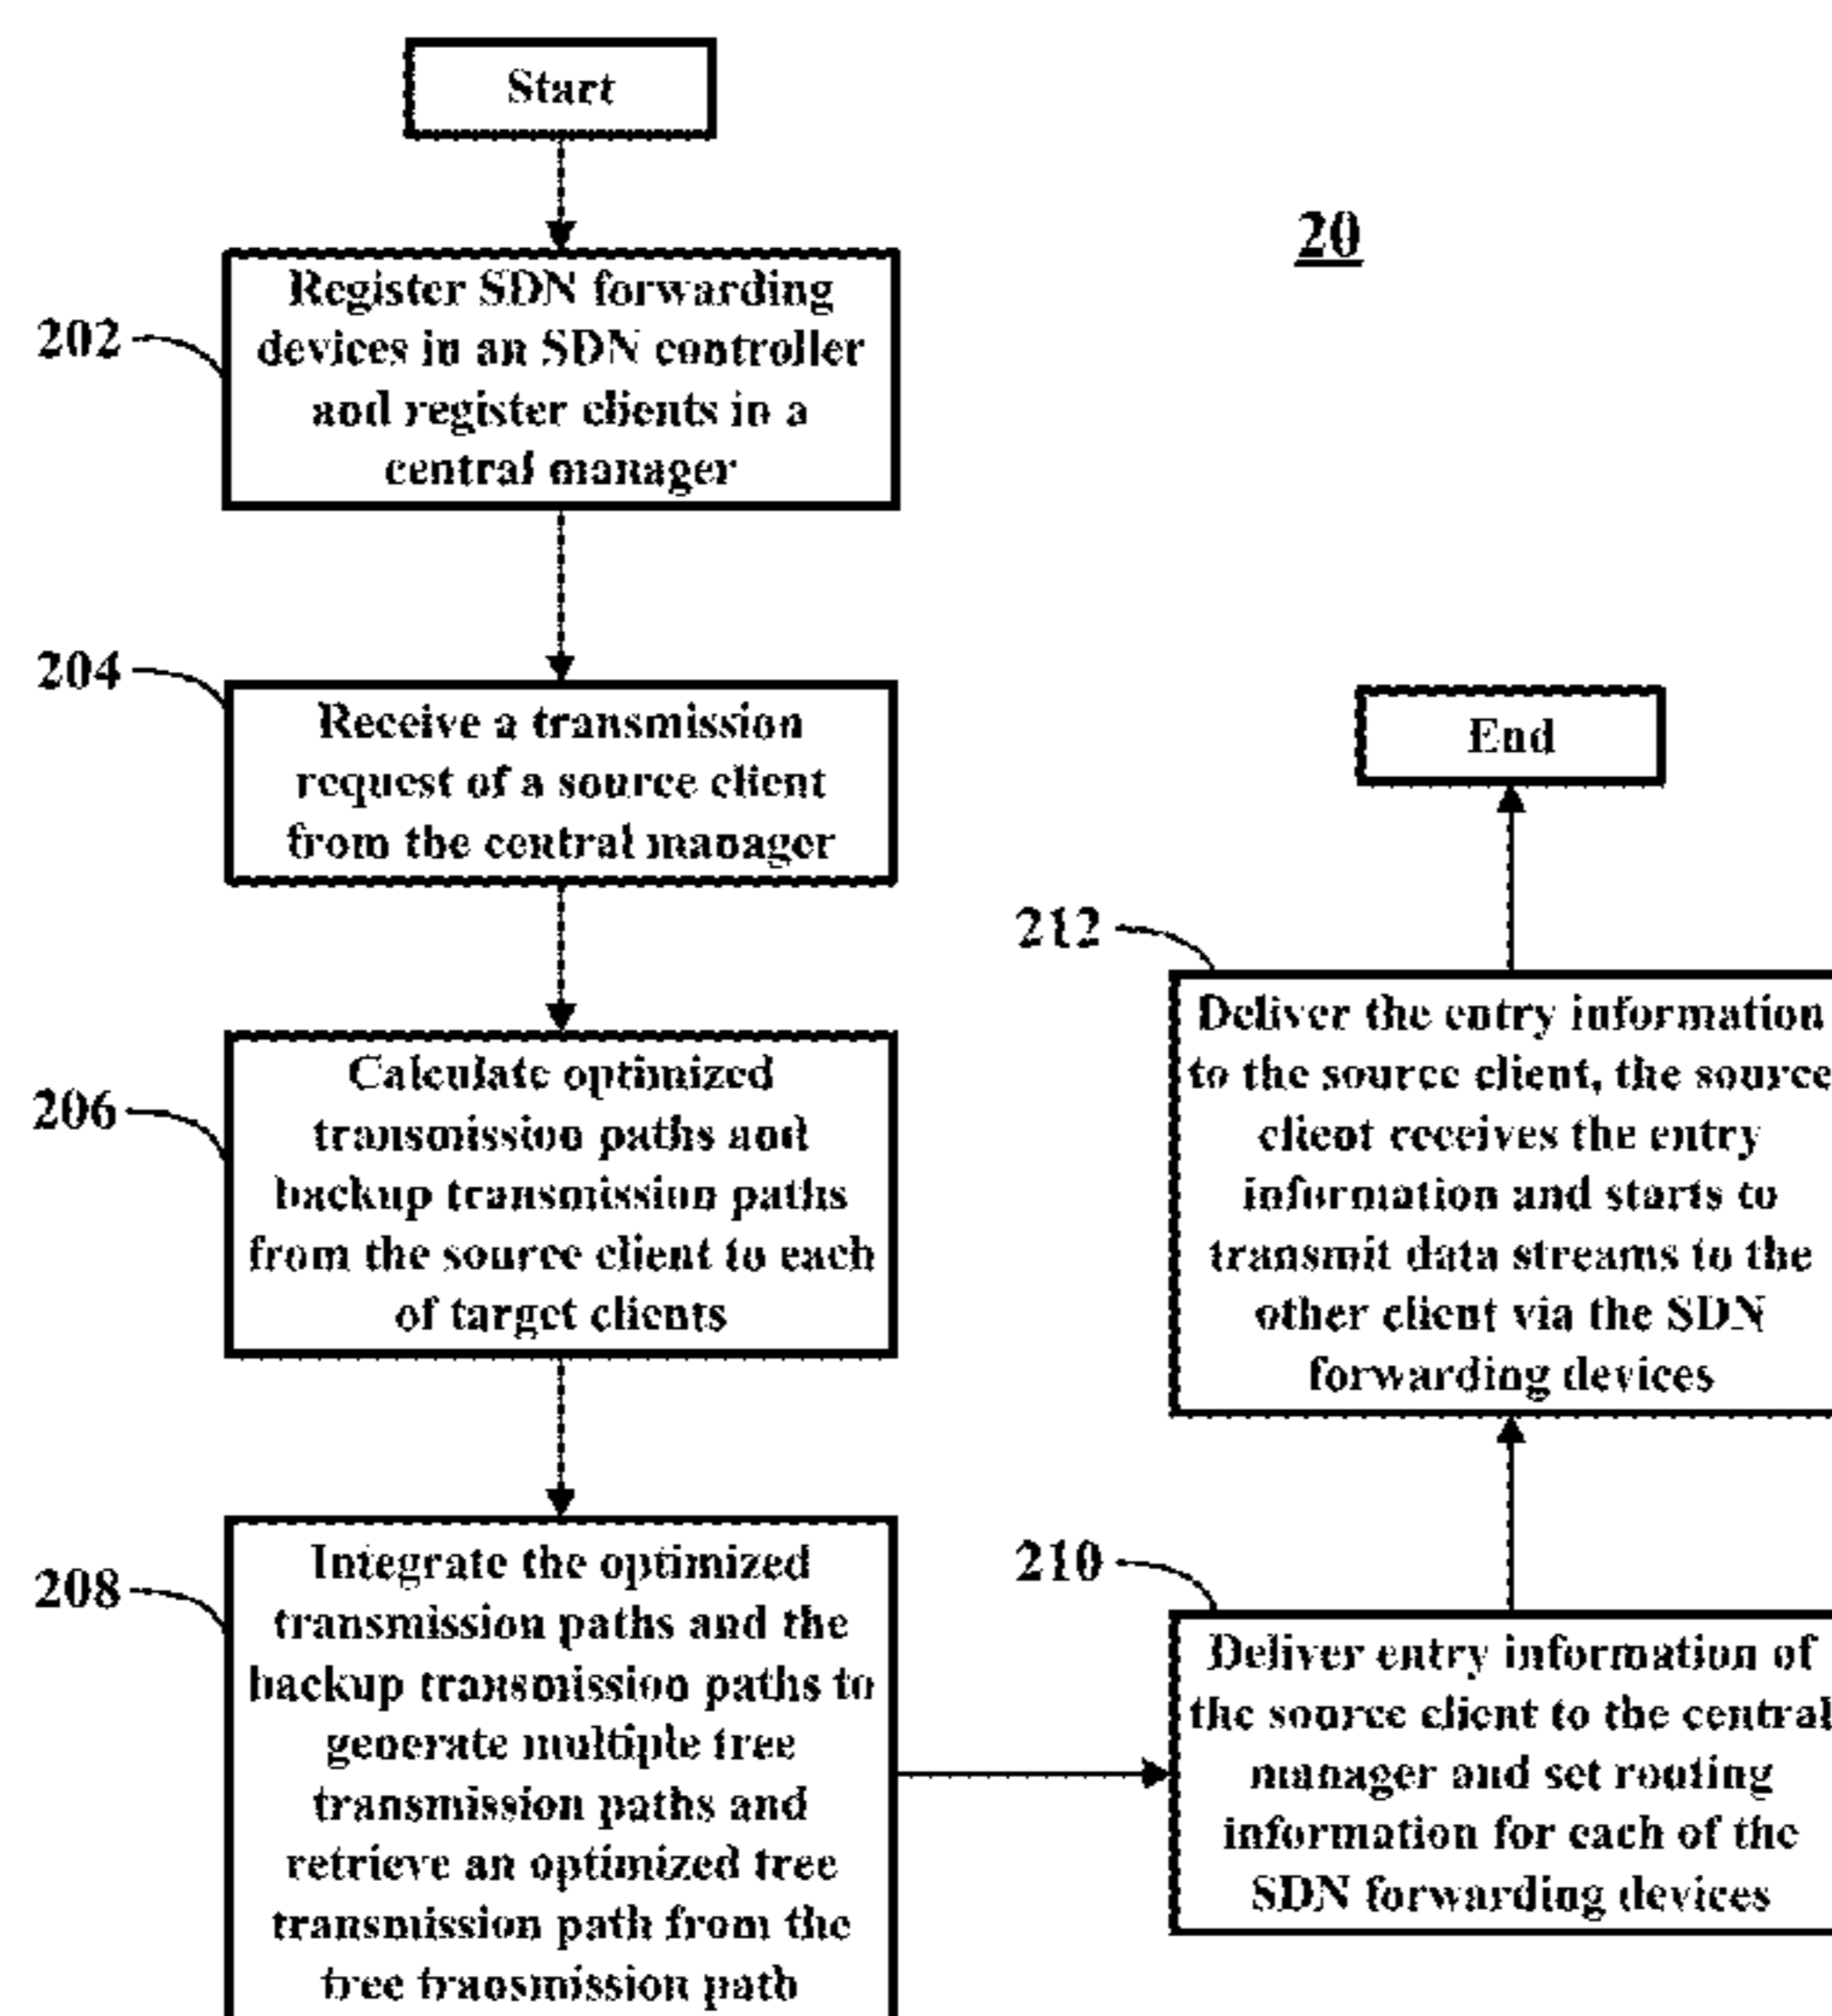 Start
20
202
Register SDN forwarding
devices in an SDN controller
and register clients in a
central manager
204
Receive a transmission
request of a source client
from the central manager
206
Calculate optimized
transmission paths and
backup transmission paths
from the source client to each
of target clients
208
Integrate the optimized
transmission paths and the
backup transmission paths to
generate multiple tree
transmission paths and
retrieve an optimized tree
transmission path from the
tree transmission path
210
Deliver entry information of
the source client to the central
manager and set routing
information for each of the
SDN forwarding devices
212
Deliver the entry information
to the source client, the source
client receives the entry
information and starts to
transmit data streams to the
other client via the SDN
forwarding devices
End